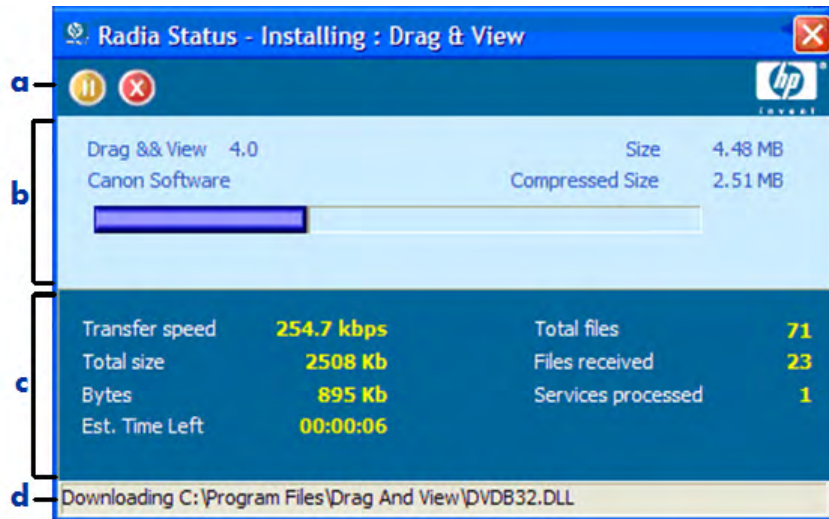 Radia Status - Installing : Drag & View
a
hp
invent
b
Drag && View 4.0 Size 4.48 MB
Canon Software Compressed Size 2.51 MB
c
Transfer speed 254.7 kbps Total files 71
Total size 2508 Kb Files received 23
Bytes 895 Kb Services processed 1
Est. Time Left 00:00:06
d
Downloading C:\Program Files\Drag And View\DVDB32.DLL